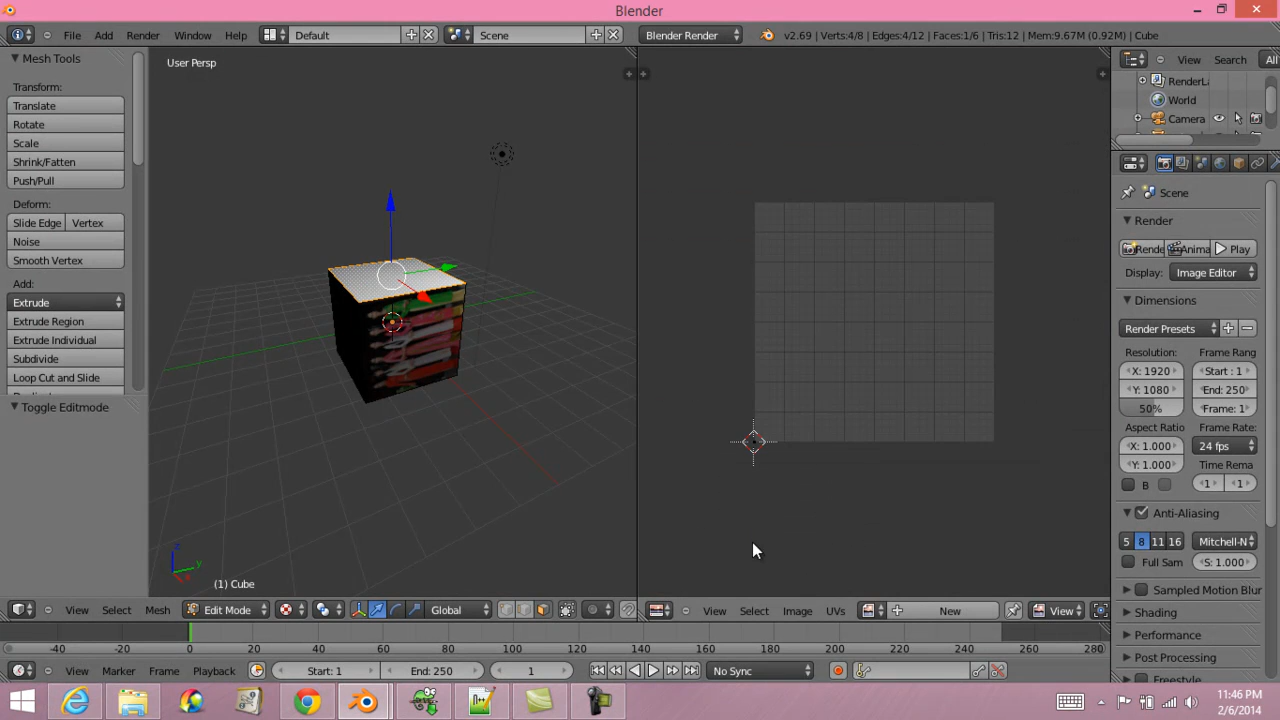 Blender
File Add Render Window Help Default Scene Blender Render v2.69 | Verts:4/8 | Edges:4/12 | Faces:1/6 | Tris:12 | Mem:9.67M (0.92M) | Cube
Mesh Tools
Transform:
Translate
Rotate
Scale
Shrink/Fatten
Push/Pull
Deform:
Slide Edge Vertex
Noise
Smooth Vertex
Add:
Extrude
Extrude Region
Extrude Individual
Subdivide
Loop Cut and Slide
Toggle Editmode
User Persp
z
y
x
(1) Cube
View Select Mesh Edit Mode Global
View Select Image UVs New View
View Search All
RenderLa
World
Camera
Scene
Render
Rende Anima Play
Display: Image Editor
Dimensions
Render Presets
Resolution: Frame Rang
X: 1920 Start : 1
Y: 1080 End: 250
50% Frame: 1
Aspect Ratio Frame Rate:
X: 1.000 24 fps
Y: 1.000 Time Rema
B 1 1
Anti-Aliasing
5 8 11 16 Mitchell-N
Full Sam S: 1.000
Sampled Motion Blur
Shading
Performance
Post Processing
-40 -20 0 20 40 60 80 100 120 140 160 180 200 220 240 260 280
View Marker Frame Playback Start: 1 End: 250 1 No Sync
11:46 PM
2/6/2014